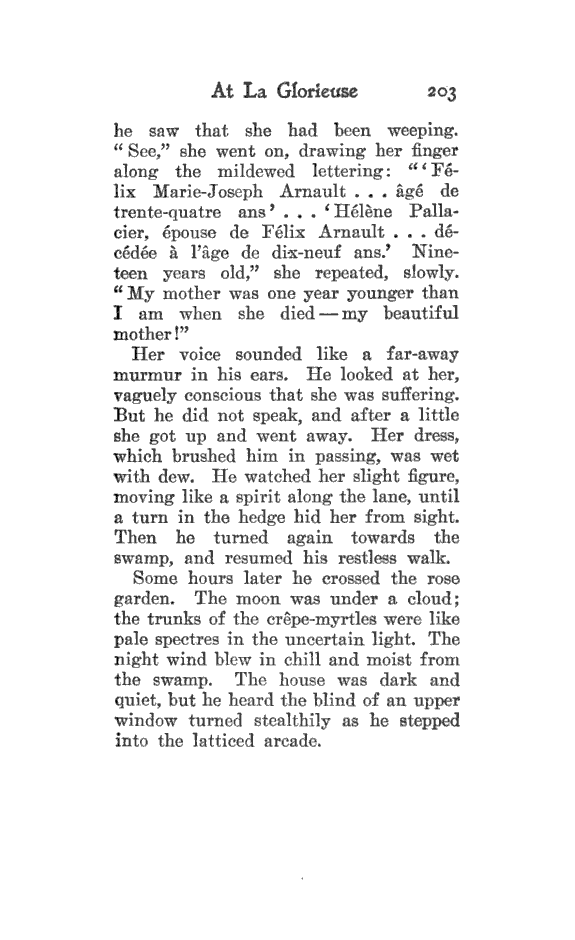 At La Glorieuse 203
he saw that she had been weeping.
“ See,” she went on, drawing her finger
along the mildewed lettering: “ ‘ Fé-
lix Marie-Joseph Arnault . . . âgé de
trente-quatre ans ’ . . . ‘ Hélène Palla-
cier, épouse de Félix Arnault . . . dé-
cédée à l’âge de dix-neuf ans.’ Nine-
teen years old,” she repeated, slowly.
“ My mother was one year younger than
I am when she died — my beautiful
mother !”
Her voice sounded like a far-away
murmur in his ears. He looked at her,
vaguely conscious that she was suffering.
But he did not speak, and after a little
she got up and went away. Her dress,
which brushed him in passing, was wet
with dew. He watched her slight figure,
moving like a spirit along the lane, until
a turn in the hedge hid her from sight.
Then he turned again towards the
swamp, and resumed his restless walk.
Some hours later he crossed the rose
garden. The moon was under a cloud;
the trunks of the crêpe-myrtles were like
pale spectres in the uncertain light. The
night wind blew in chill and moist from
the swamp. The house was dark and
quiet, but he heard the blind of an upper
window turned stealthily as he stepped
into the latticed arcade.